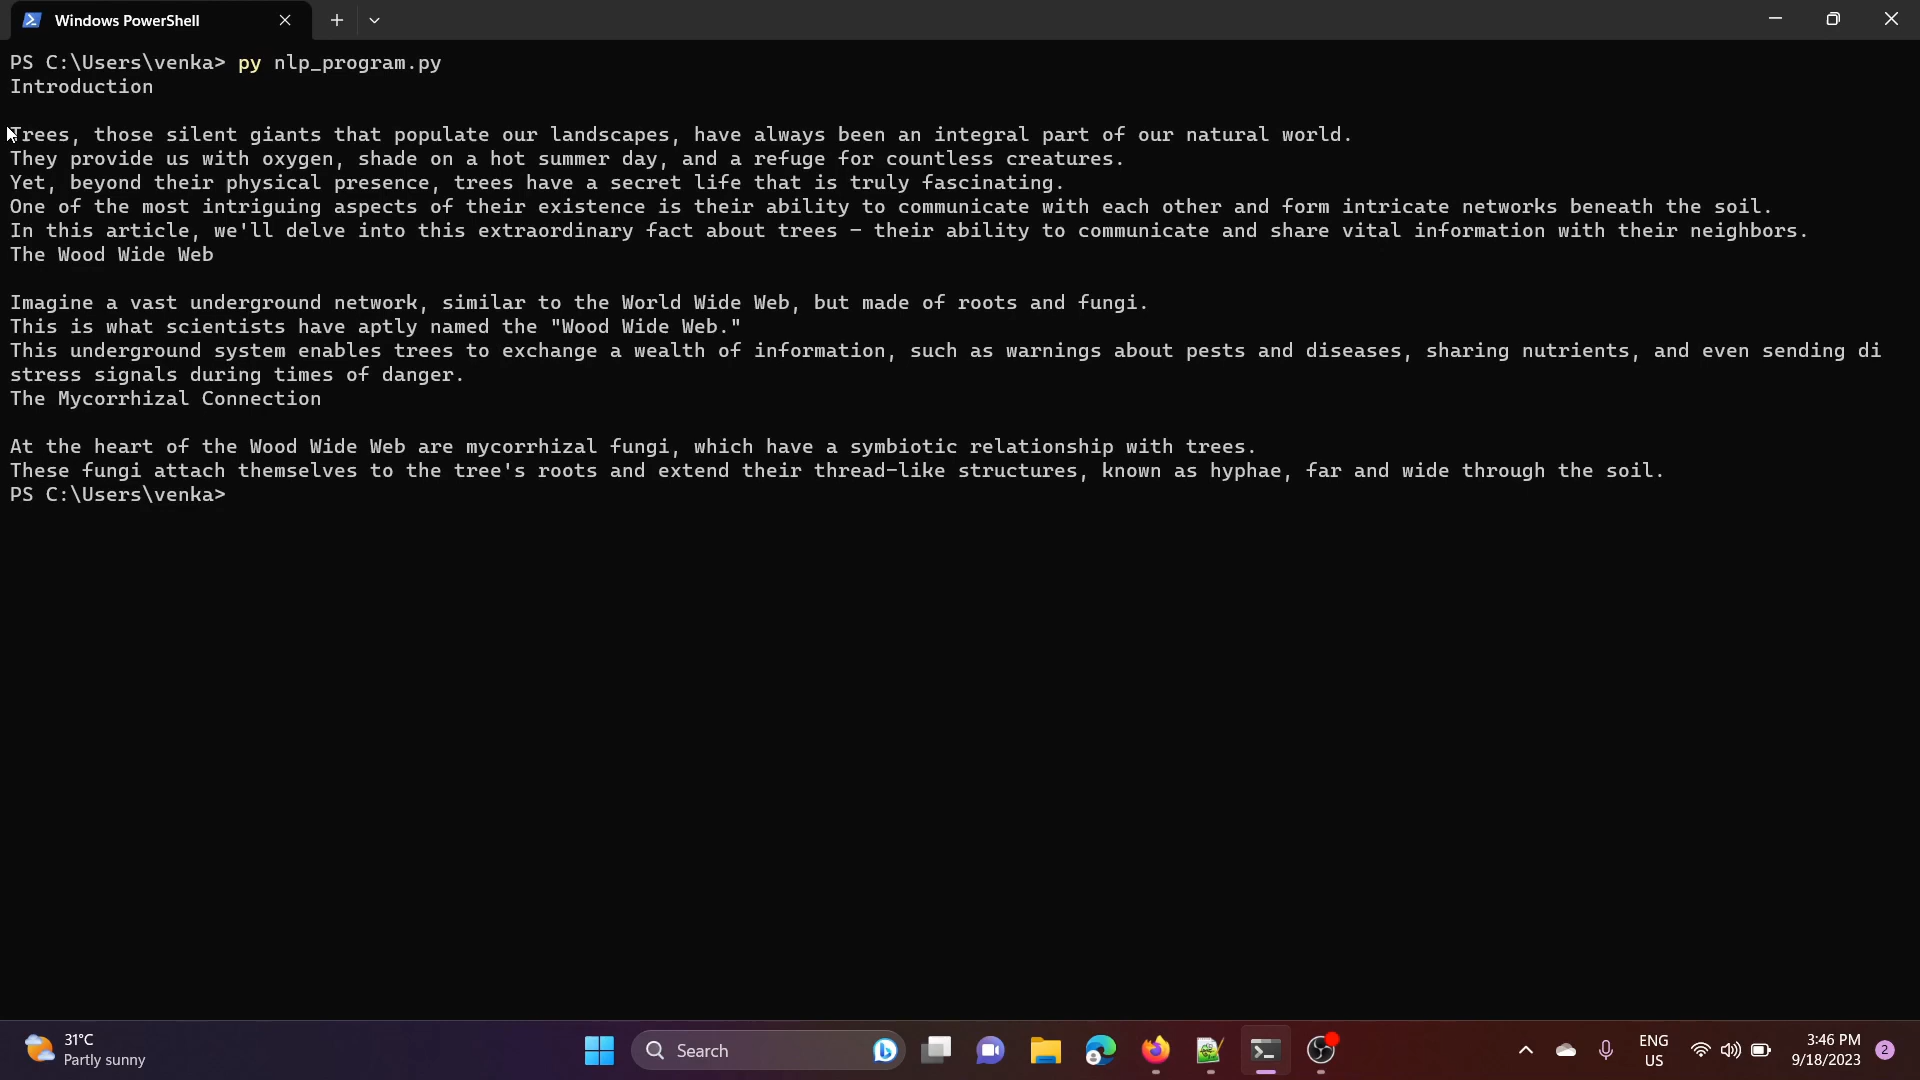 Windows PowerShell
PS C:\Users\venka> py nlp_program.py
Introduction
Trees, those silent giants that populate our landscapes, have always been an integral part of our natural world.
They provide us with oxygen, shade on a hot summer day, and a refuge for countless creatures.
Yet, beyond their physical presence, trees have a secret life that is truly fascinating.
One of the most intriguing aspects of their existence is their ability to communicate with each other and form intricate networks beneath the soil.
In this article, we'll delve into this extraordinary fact about trees – their ability to communicate and share vital information with their neighbors.
The Wood Wide Web
Imagine a vast underground network, similar to the World Wide Web, but made of roots and fungi.
This is what scientists have aptly named the "Wood Wide Web."
This underground system enables trees to exchange a wealth of information, such as warnings about pests and diseases, sharing nutrients, and even sending di
stress signals during times of danger.
The Mycorrhizal Connection
At the heart of the Wood Wide Web are mycorrhizal fungi, which have a symbiotic relationship with trees.
These fungi attach themselves to the tree's roots and extend their thread-like structures, known as hyphae, far and wide through the soil.
PS C:\Users\venka>
31°C
Partly sunny
Search
ENG
US
3:46 PM
9/18/2023
2